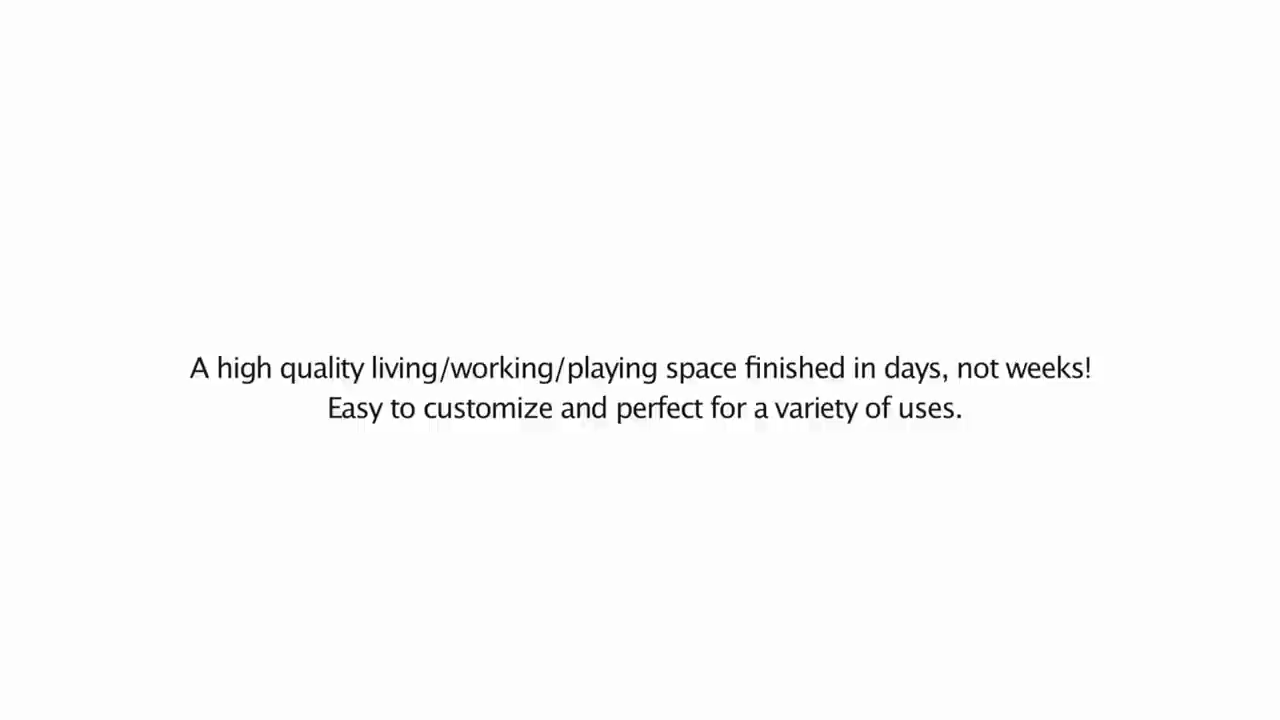 A high quality living/working/playing space finished in days, not weeks!
Easy to customize and perfect for a variety of uses.